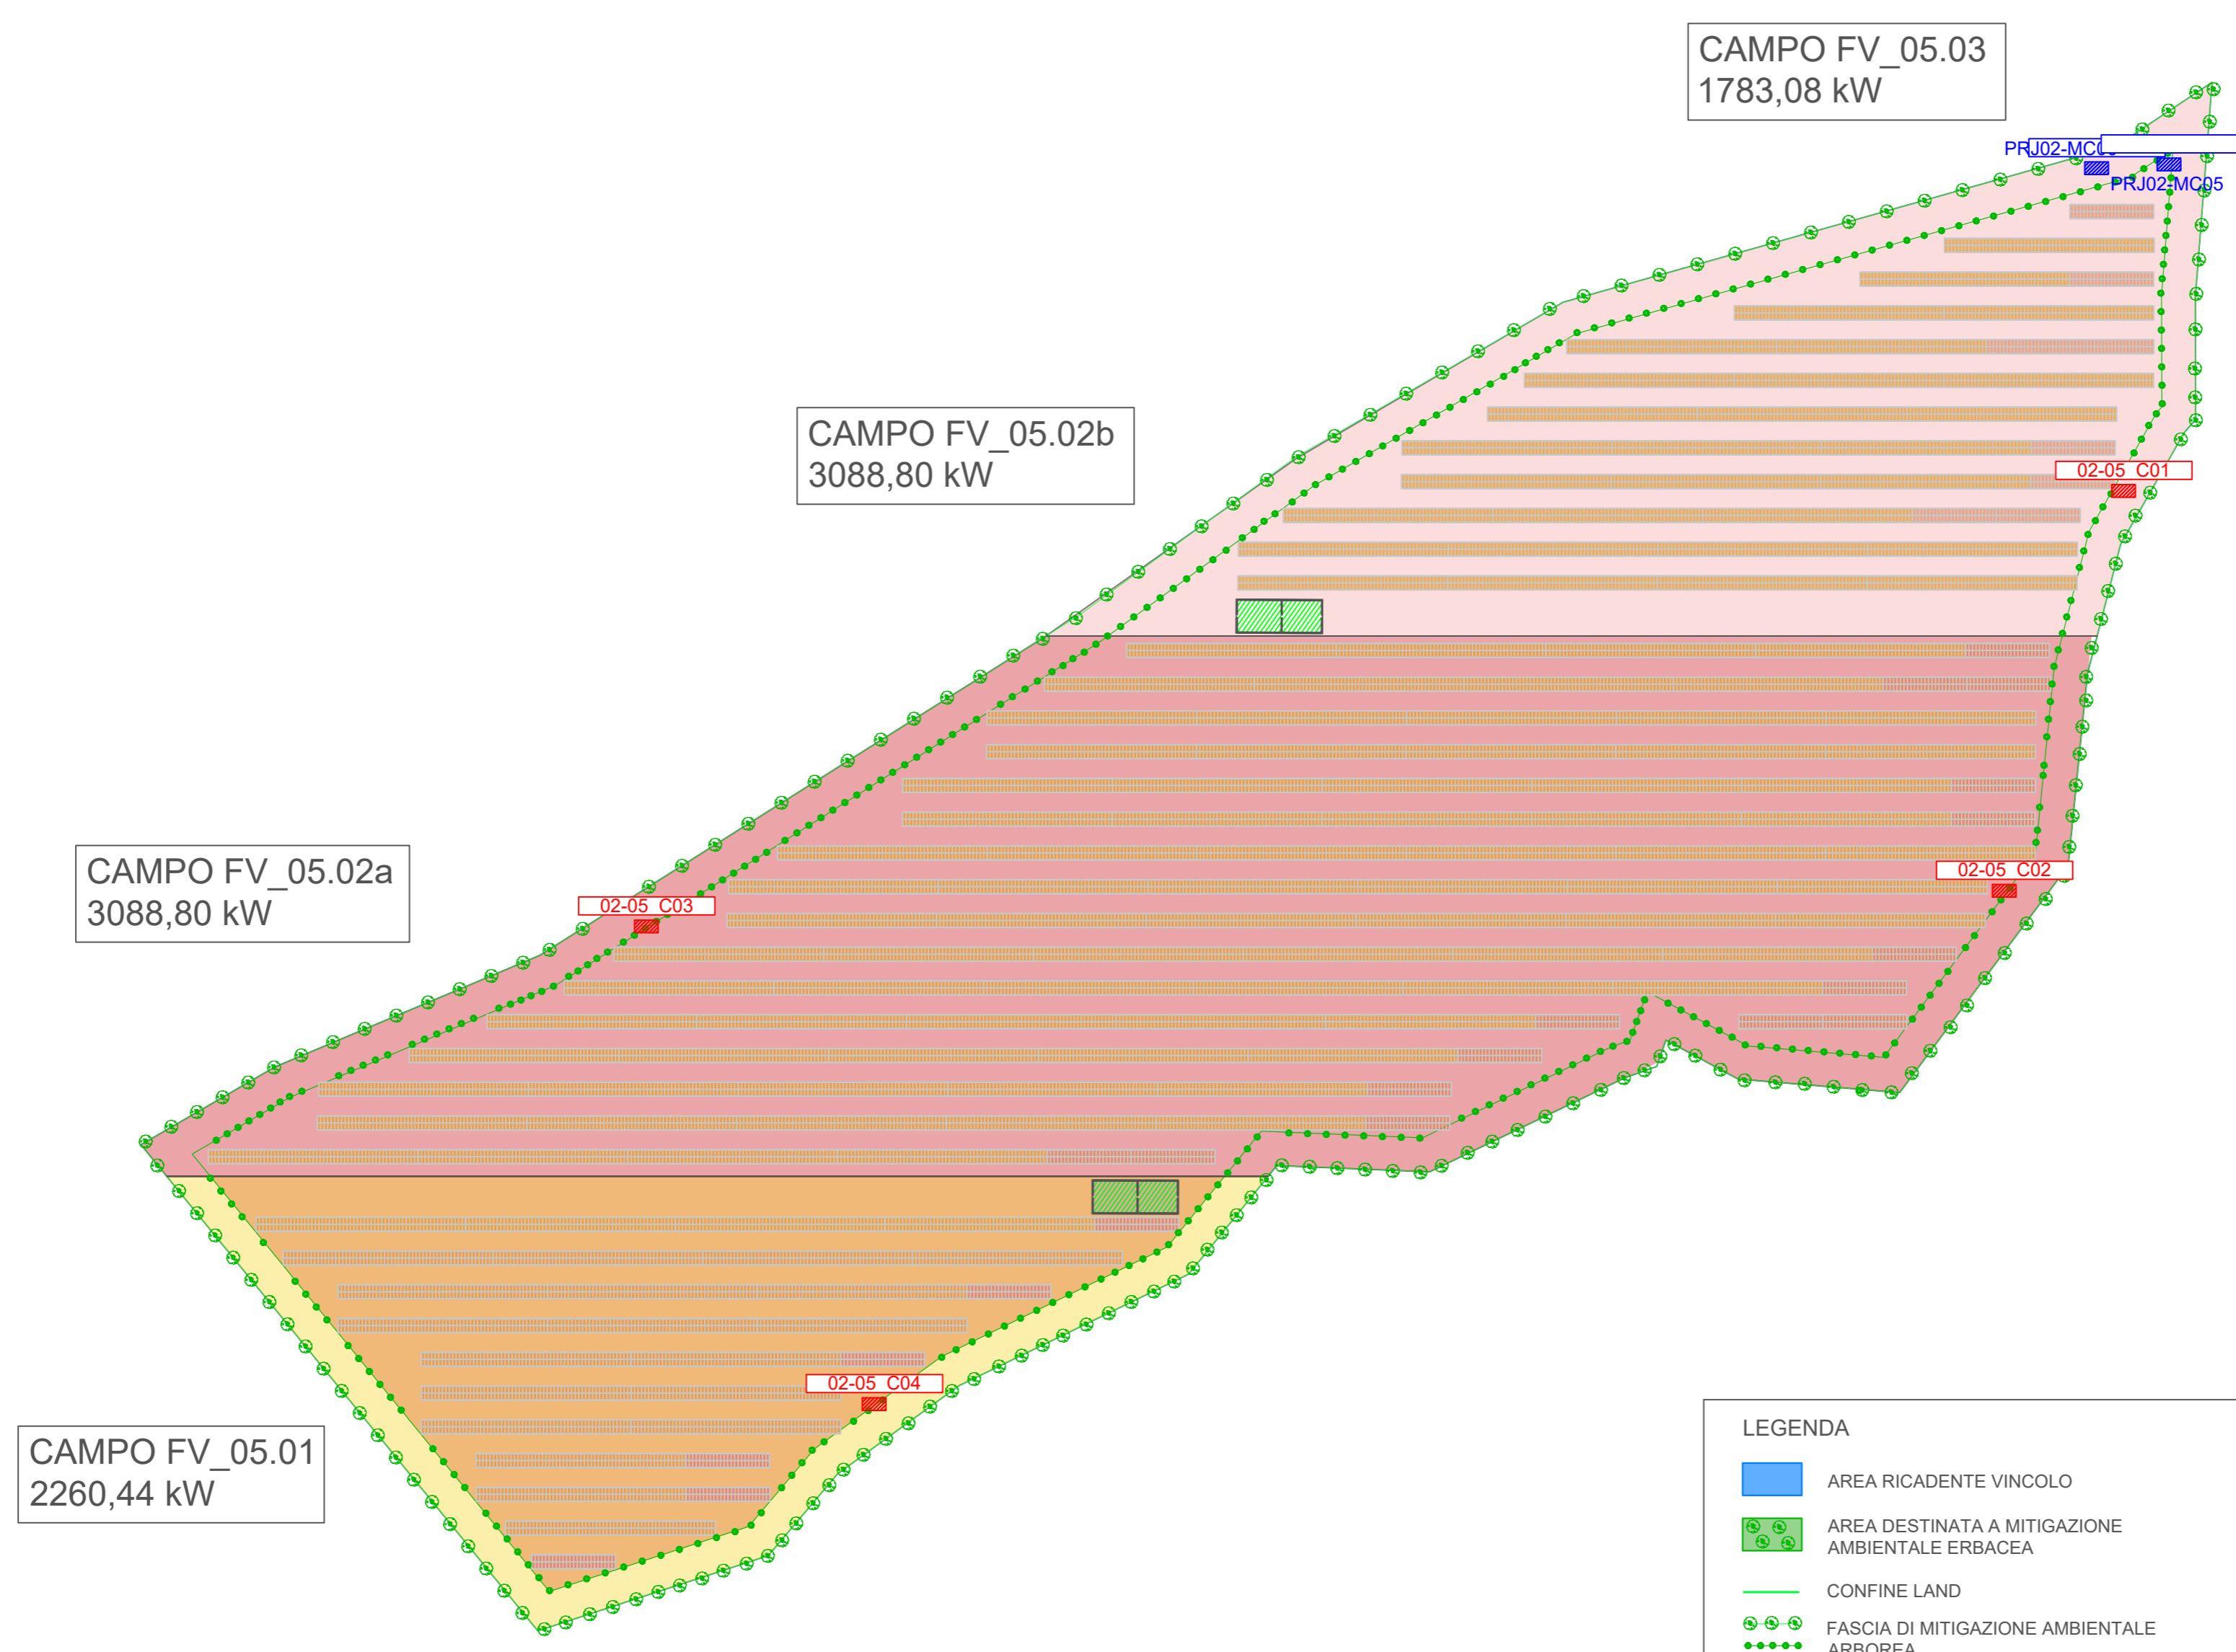 CAMPO FV_05.03
1783,08 kW
PRJ02-MC05
CAMPO FV_05.02b
3088,80 kW
02-05_C01
CAMPO FV_05.02a
3088,80 kW
02-05_C03
02-05_C02
02-05_C04
CAMPO FV_05.01
2260,44 kW
LEGENDA
AREA RICADENTE VINCOLO
AREA DESTINATA A MITIGAZIONE
AMBIENTALE ERBACEA
CONFINE LAND
FASCIA DI MITIGAZIONE AMBIENTALE
ARBOREA